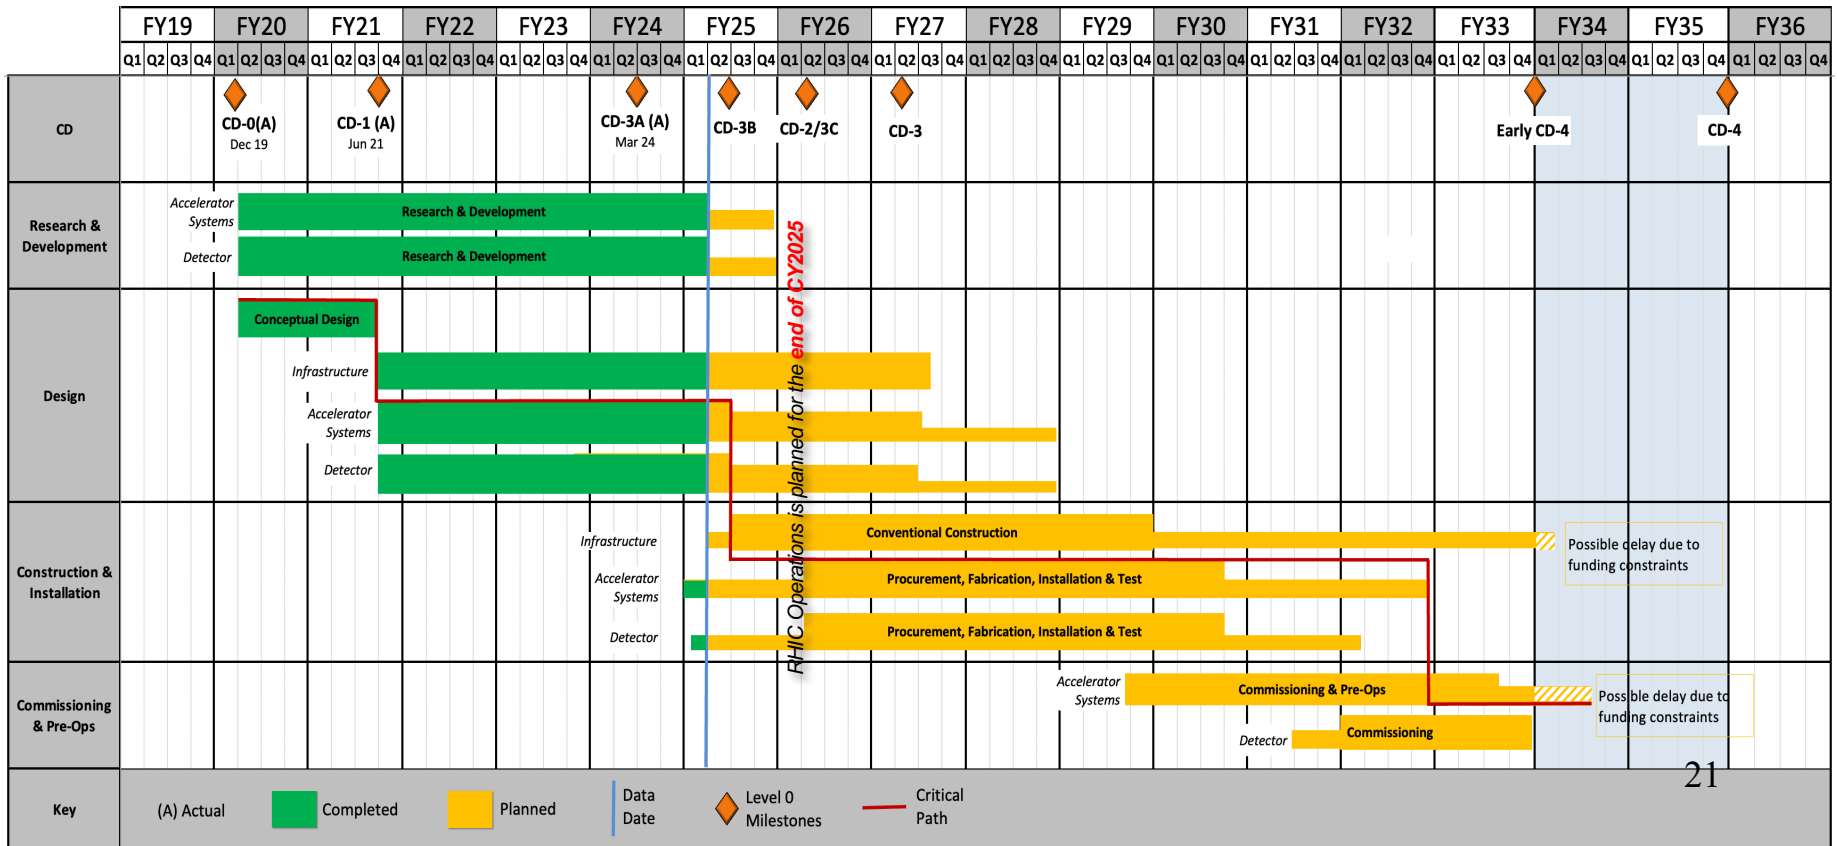 FY19 FY20 FY21 FY22 FY23 FY24 FY25 FY26 FY27 FY28 FY29 FY30 FY31 FY32 FY33 FY34 FY35 FY36
Q1 Q2 Q3 Q4 Q1 Q2 Q3 Q4 Q1 Q2 Q3 Q4 Q1 Q2 Q3 Q4 Q1 Q2 Q3 Q4 Q1 Q2 Q3 Q4 Q1 Q2 Q3 Q4 Q1 Q2 Q3 Q4 Q1 Q2 Q3 Q4 Q1 Q2 Q3 Q4 Q1 Q2 Q3 Q4 Q1 Q2 Q3 Q4 Q1 Q2 Q3 Q4 Q1 Q2 Q3 Q4 Q1 Q2 Q3 Q4 Q1 Q2 Q3 Q4 Q1 Q2 Q3 Q4 Q1 Q2 Q3 Q4
CD
CD-0(A)
Dec 19
CD-1 (A)
Jun 21
CD-3A (A)
Mar 24
CD-3B
CD-2/3C
CD-3
Early CD-4
CD-4
Research &
Development
Accelerator
Systems
Research & Development
Detector
Research & Development
RHIC Operations is planned for the end of CY2025
Design
Conceptual Design
Infrastructure
Accelerator
Systems
Detector
Construction &
Installation
Infrastructure
Conventional Construction
Possible delay due to
funding constraints
Accelerator
Systems
Procurement, Fabrication, Installation & Test
Detector
Procurement, Fabrication, Installation & Test
Commissioning
& Pre-Ops
Accelerator
Systems
Commissioning & Pre-Ops
Possible delay due to
funding constraints
Detector
Commissioning
21
Key
(A) Actual
Completed
Planned
Data
Date
Level 0
Milestones
Critical
Path